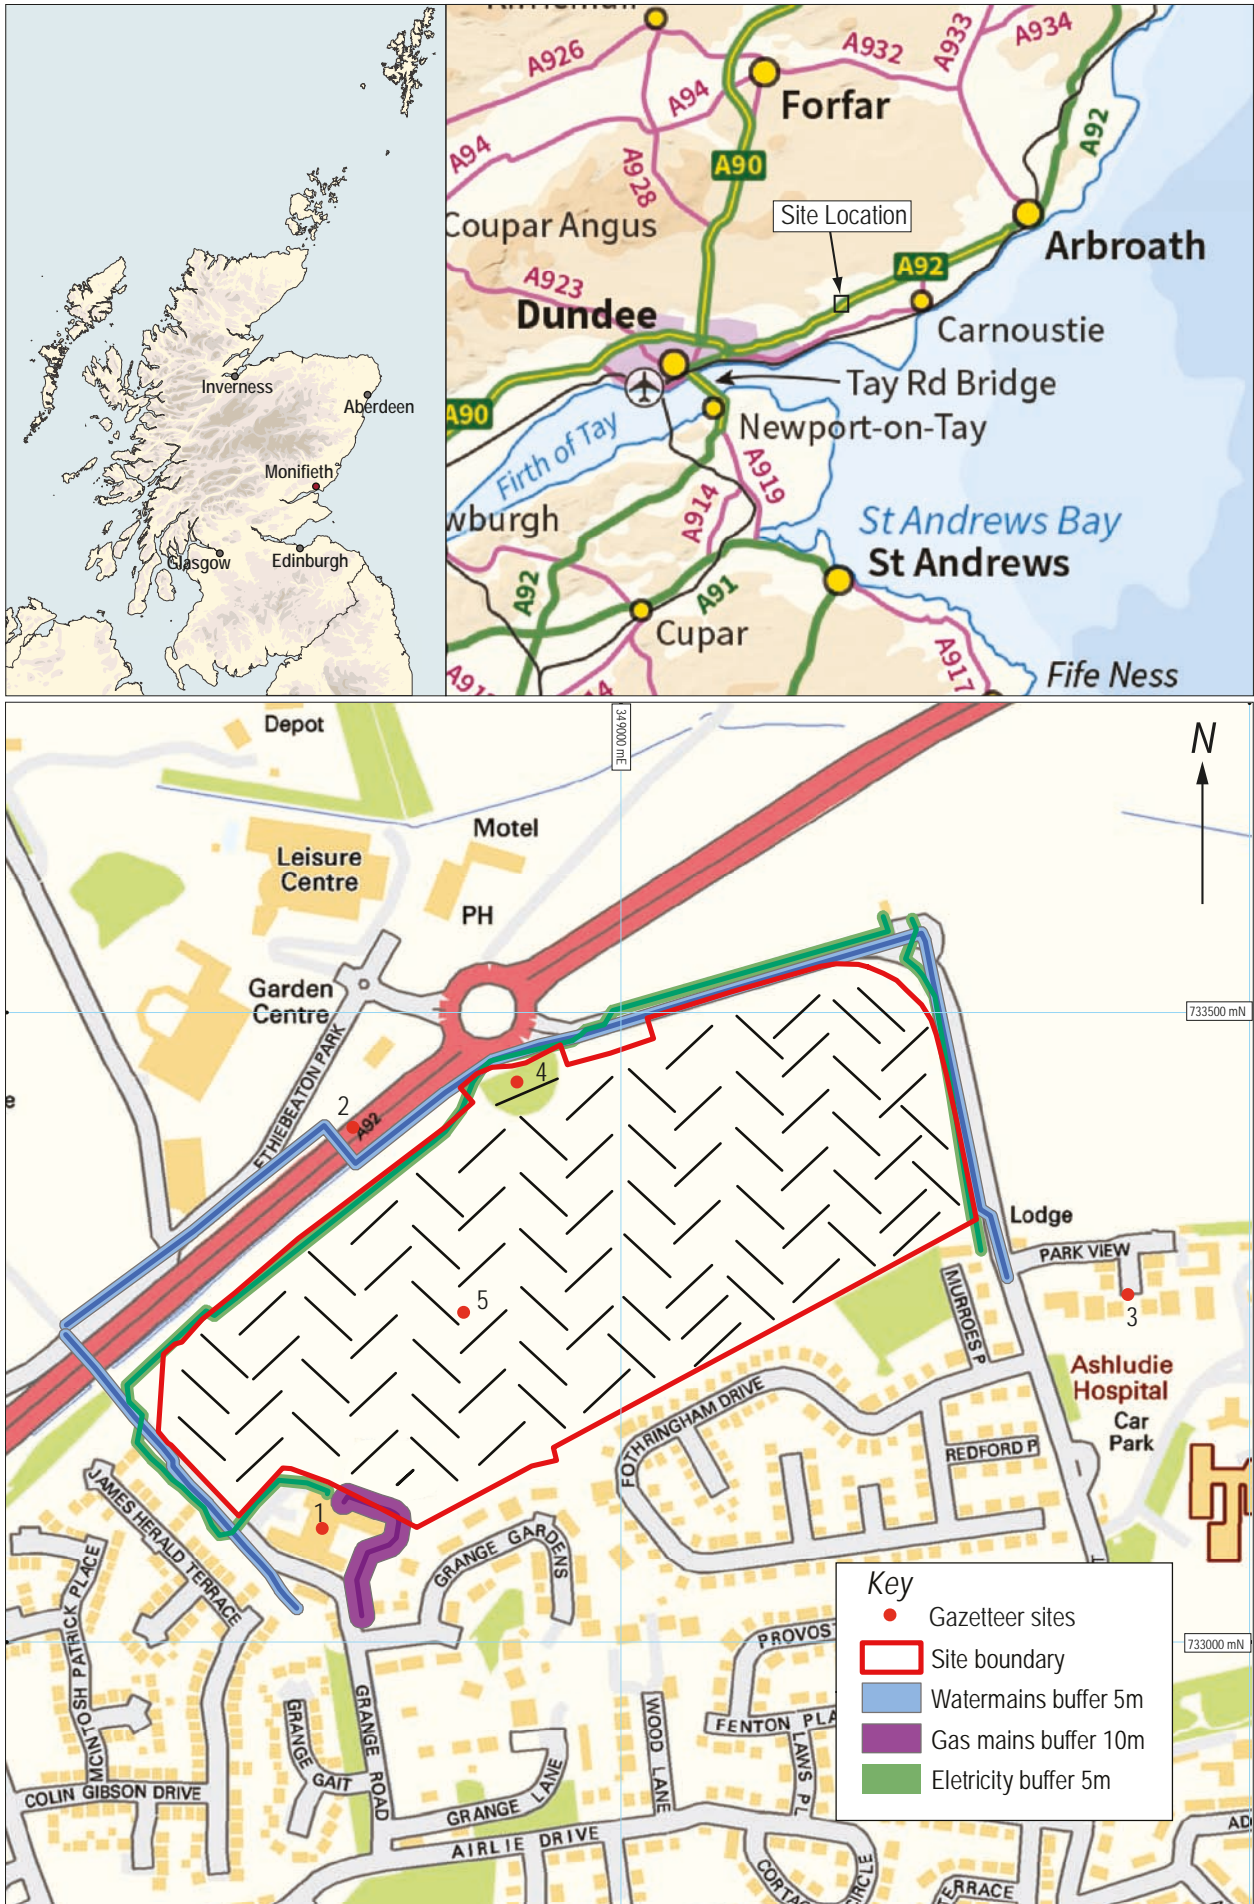 Inverness
Aberdeen
Monifieth
Glasgow
Edinburgh
A926
A932
A933
A934
A94
Forfar
A94
A92
A90
A928
Site Location
Coupar Angus
Arbroath
A92
A923
Dundee
Carnoustie
Tay Rd Bridge
A90
Newport-on-Tay
Firth of Tay
A919
A914
wburgh
St Andrews Bay
St Andrews
A92
A91
Cupar
A917
Fife Ness
Depot
349000 mE
N
Motel
Leisure
Centre
PH
Garden
Centre
733500 mN
ETHIEBEATON PARK
4
2
A92
e
Lodge
PARK VIEW
5
3
MURROES P
Ashludie
Hospital
Car
Park
FOTHRINGHAM DRIVE
REDFORD P
JAMES HERALD TERRACE
1
GRANGE GARDENS
MCINTOSH PATRICK PLACE
Key
Gazetteer sites
Site boundary
Watermains buffer 5m
Gas mains buffer 10m
Eletricity buffer 5m
PROVOST
733000 mN
GRANGE ROAD
GRANGE GAIT
WOOD LANE
FENTON PLA
LAWS PL
COLIN GIBSON DRIVE
GRANGE LANE
AIRLIE DRIVE
AD
CIRCLE
ERRACE